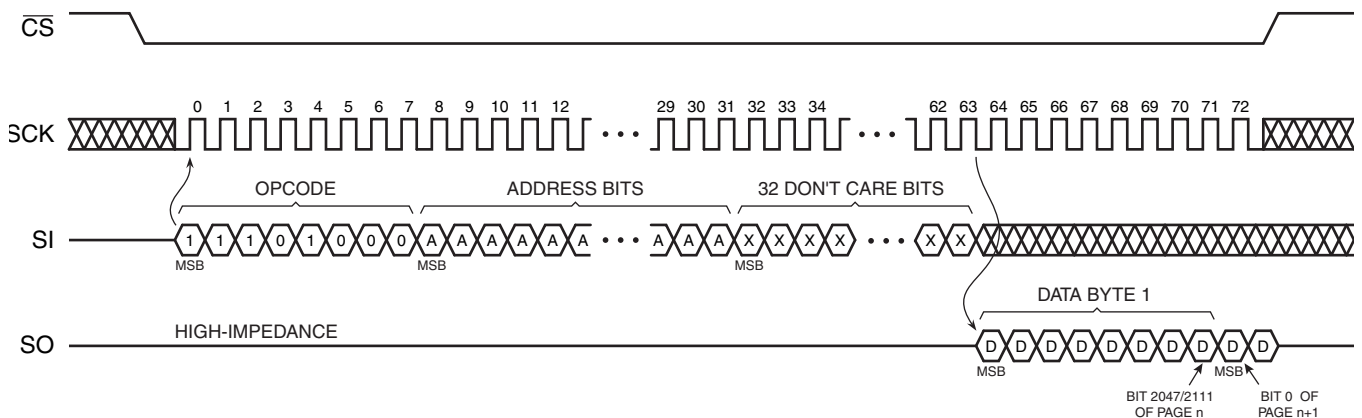 CS
0 1 2 3 4 5 6 7 8 9 10 11 12 29 30 31 32 33 34 62 63 64 65 66 67 68 69 70 71 72
SCK
OPCODE ADDRESS BITS 32 DON'T CARE BITS
SI 1 1 1 0 1 0 0 0 A A A A A A A A A X X X X X X
MSB MSB MSB
DATA BYTE 1
HIGH-IMPEDANCE
SO D D D D D D D D D D
MSB MSB
BIT 2047/2111 BIT 0 OF
OF PAGE n PAGE n+1